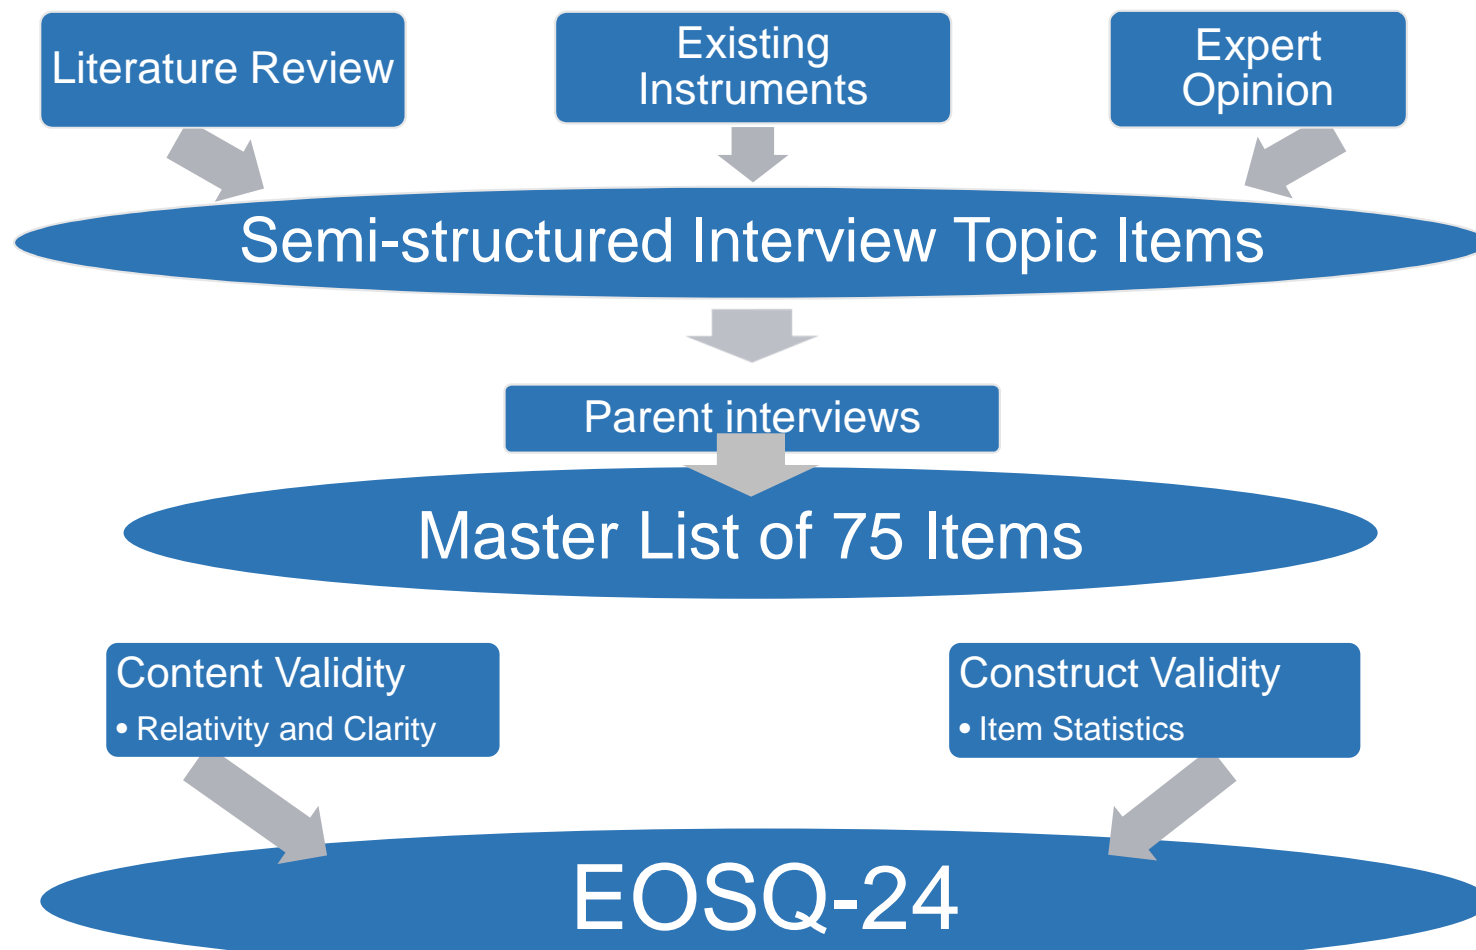 Literature Review
Existing
Instruments
Expert
Opinion
Semi-structured Interview Topic Items
Parent interviews
Master List of 75 Items
Content Validity
• Relativity and Clarity
Construct Validity
• Item Statistics
EOSQ-24